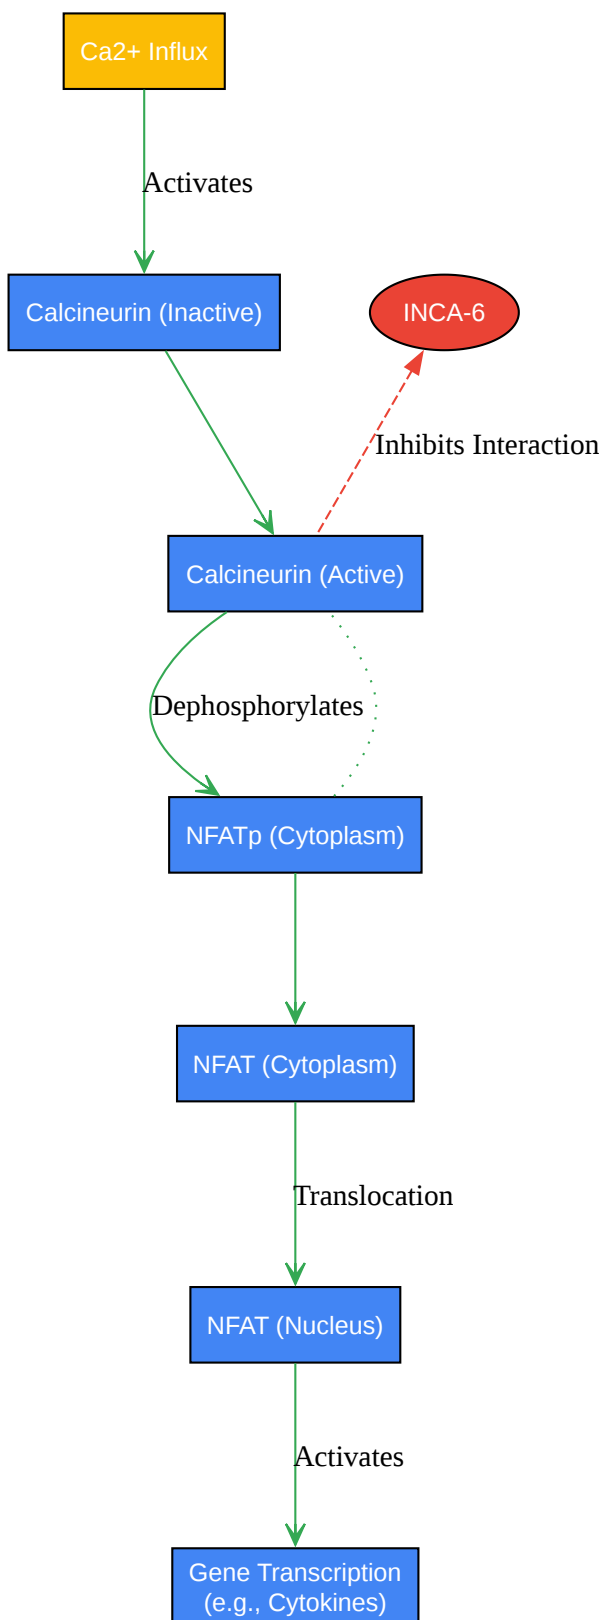 Ca2+ Influx
Activates
Calcineurin (Inactive)
INCA-6
Inhibits Interaction
Calcineurin (Active)
Dephosphorylates
NFATp (Cytoplasm)
NFAT (Cytoplasm)
Translocation
NFAT (Nucleus)
Activates
Gene Transcription
(e.g., Cytokines)